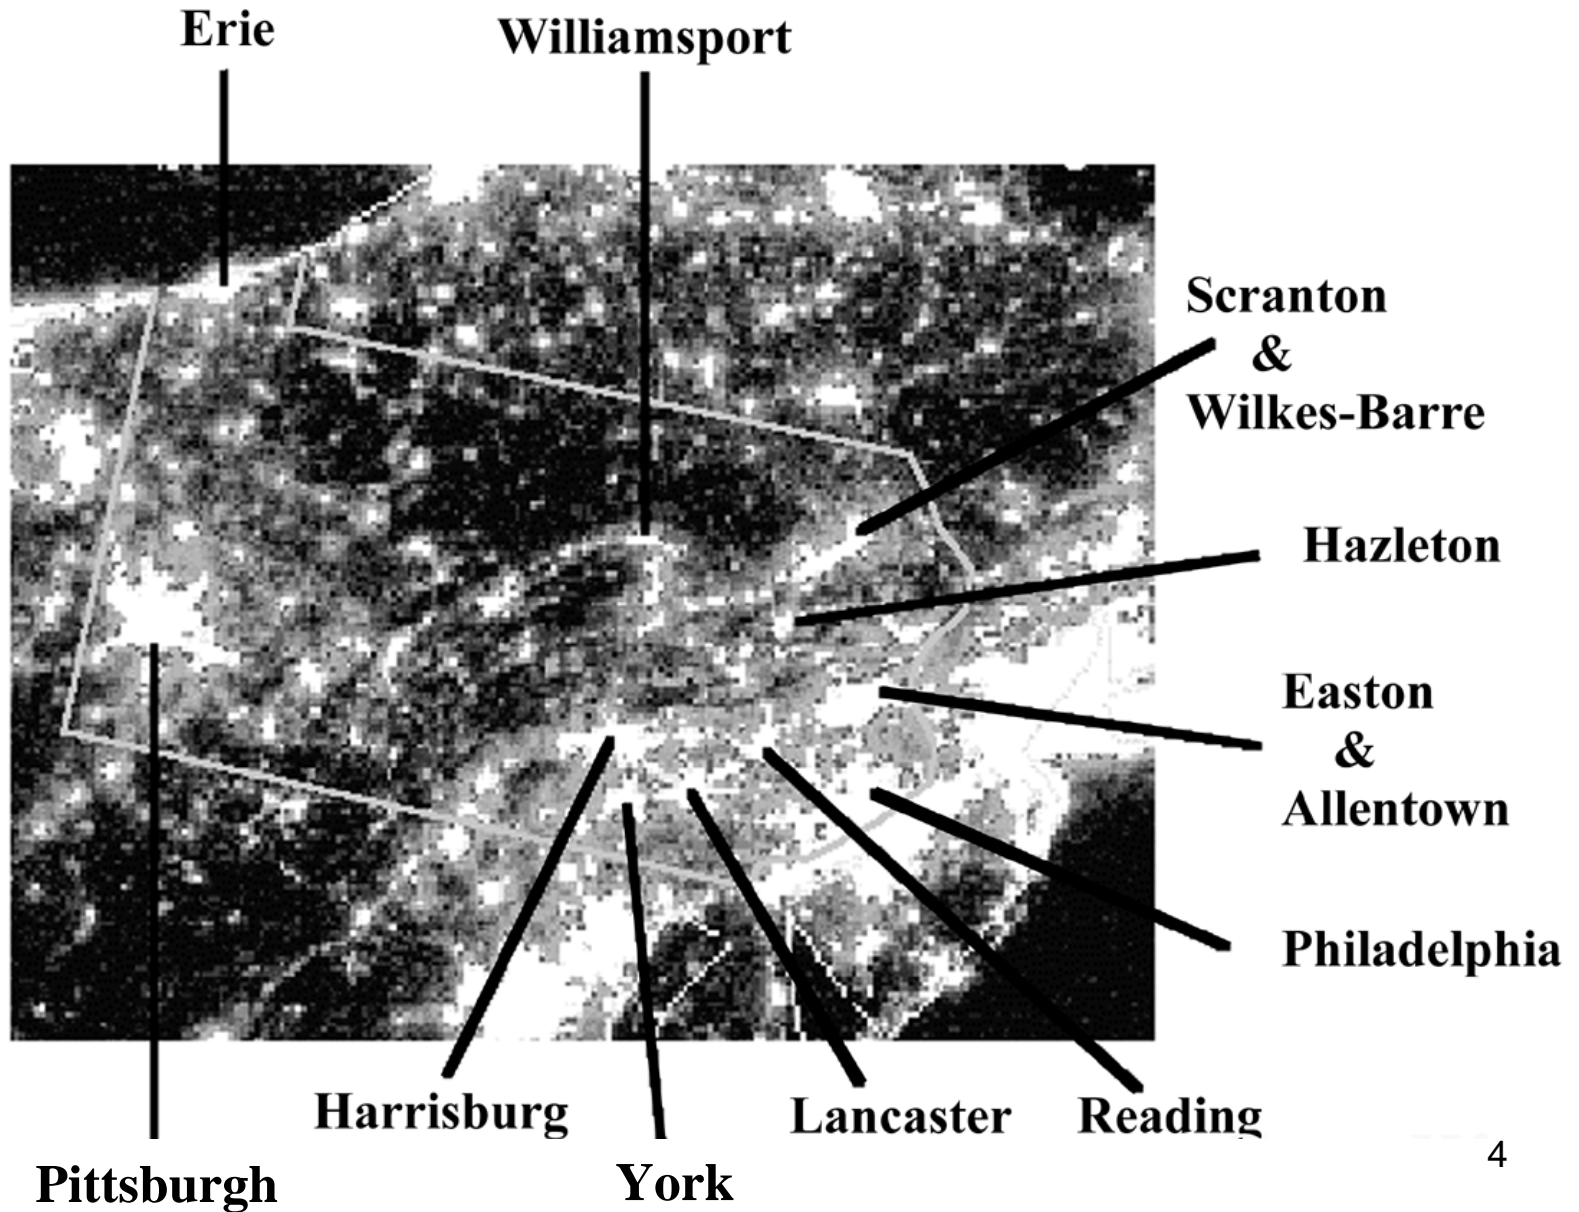 Erie
Williamsport
Scranton
&
Wilkes-Barre
Hazleton
Easton
&
Allentown
Philadelphia
Harrisburg
Lancaster
Reading
Pittsburgh
York
4